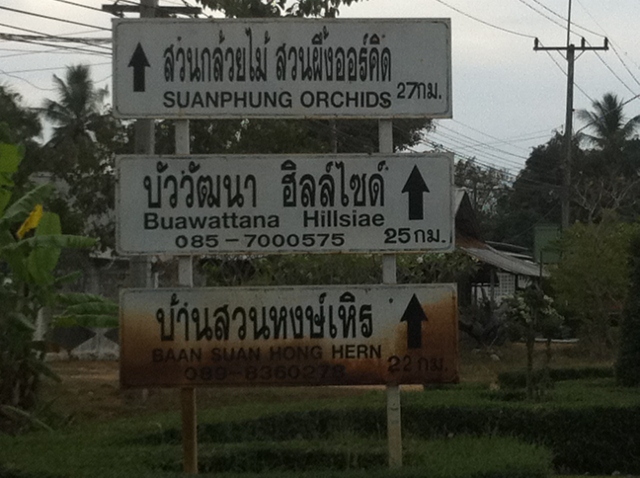 สวนกล้วยไม้ สวนผึ้งออร์คิด
SUANPHUNG ORCHIDS 27กม.
บัววัฒนา ฮิลล์ไซด์
Buawattana Hillsiae
085-7000575 25กม.
บ้านสวนหงษ์เหิร
BAAN SUAN HONG HERN
089-8360278 22กม.